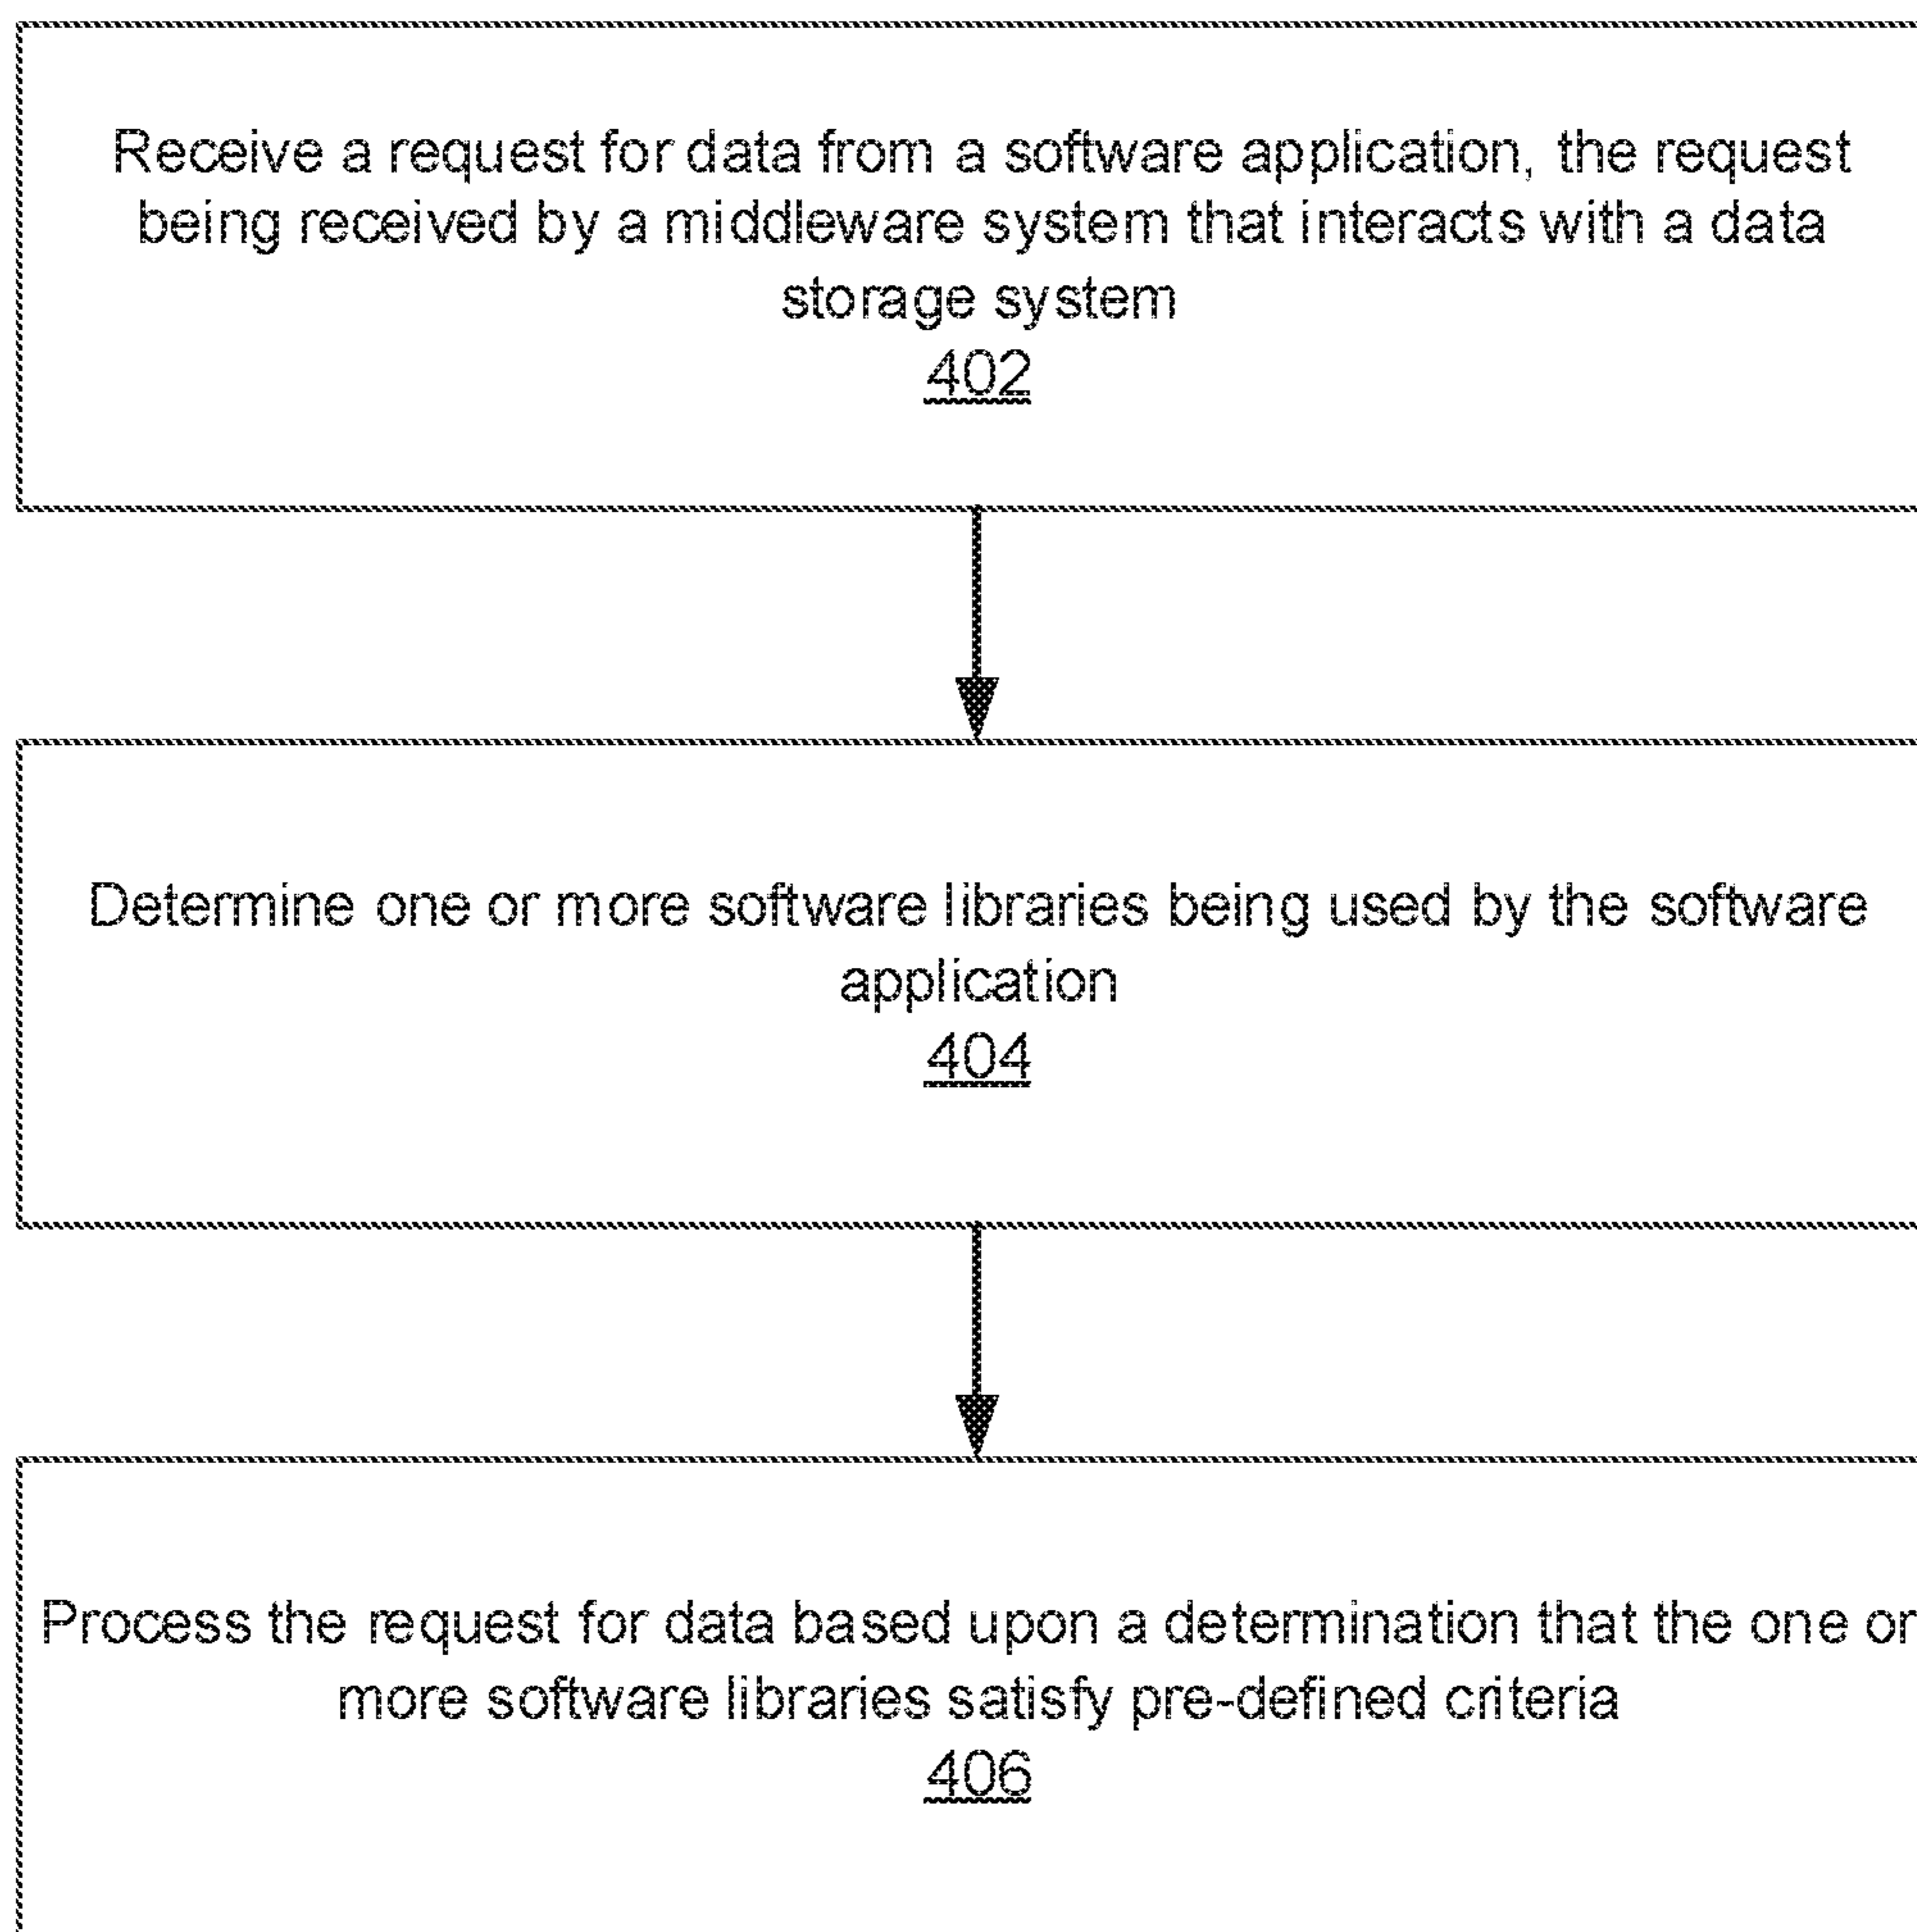 Receive a request for data from a software application, the request
being received by a middleware system that interacts with a data
storage system
402
Determine one or more software libraries being used by the software
application
404
Process the request for data based upon a determination that the one or
more software libraries satisfy pre-defined criteria
406